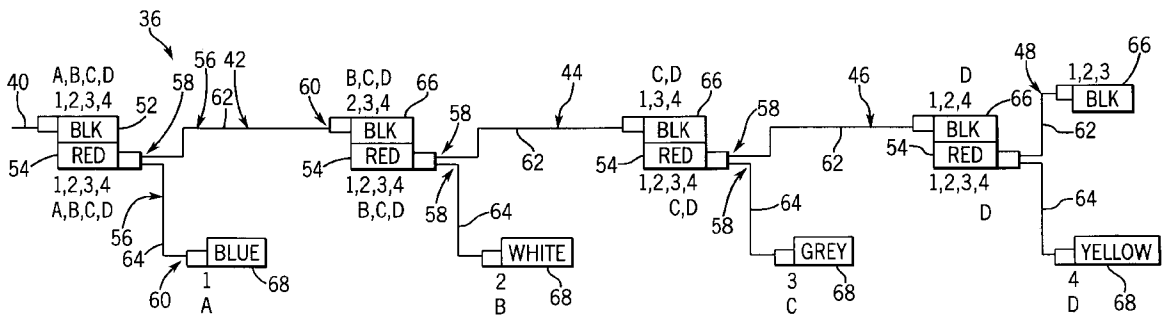 36
40
A,B,C,D
1,2,3,4
52
BLK
RED
54
1,2,3,4
A,B,C,D
58
56
42
62
60
56
64
60
BLUE
1
A
68
B,C,D
2,3,4
66
BLK
RED
54
1,2,3,4
B,C,D
58
58
62
44
64
WHITE
2
B
68
C,D
1,3,4
66
BLK
RED
54
1,2,3,4
C,D
58
58
62
46
64
GREY
3
C
68
D
1,2,4
66
BLK
RED
54
1,2,3,4
D
48
1,2,3
66
BLK
62
64
YELLOW
4
D
68